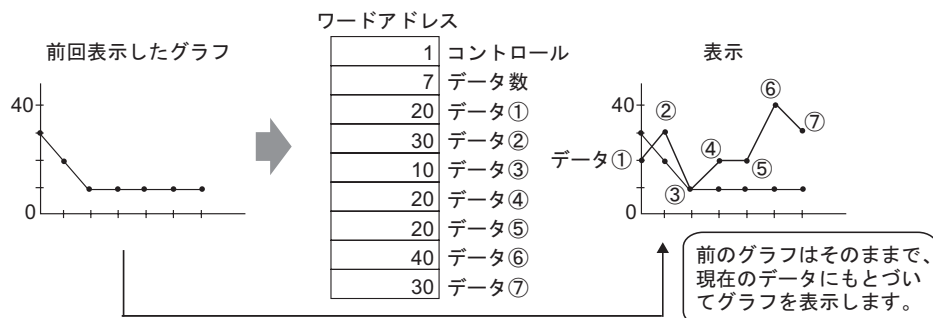 前回表示したグラフ
40
0
ワードアドレス
1 コントロール
7 データ数
20 データ①
30 データ②
10 データ③
20 データ④
20 データ⑤
40 データ⑥
30 データ⑦
表示
40
0
データ①
②
③
④
⑤
⑥
⑦
前のグラフはそのままで、
現在のデータにもとづい
てグラフを表示します。